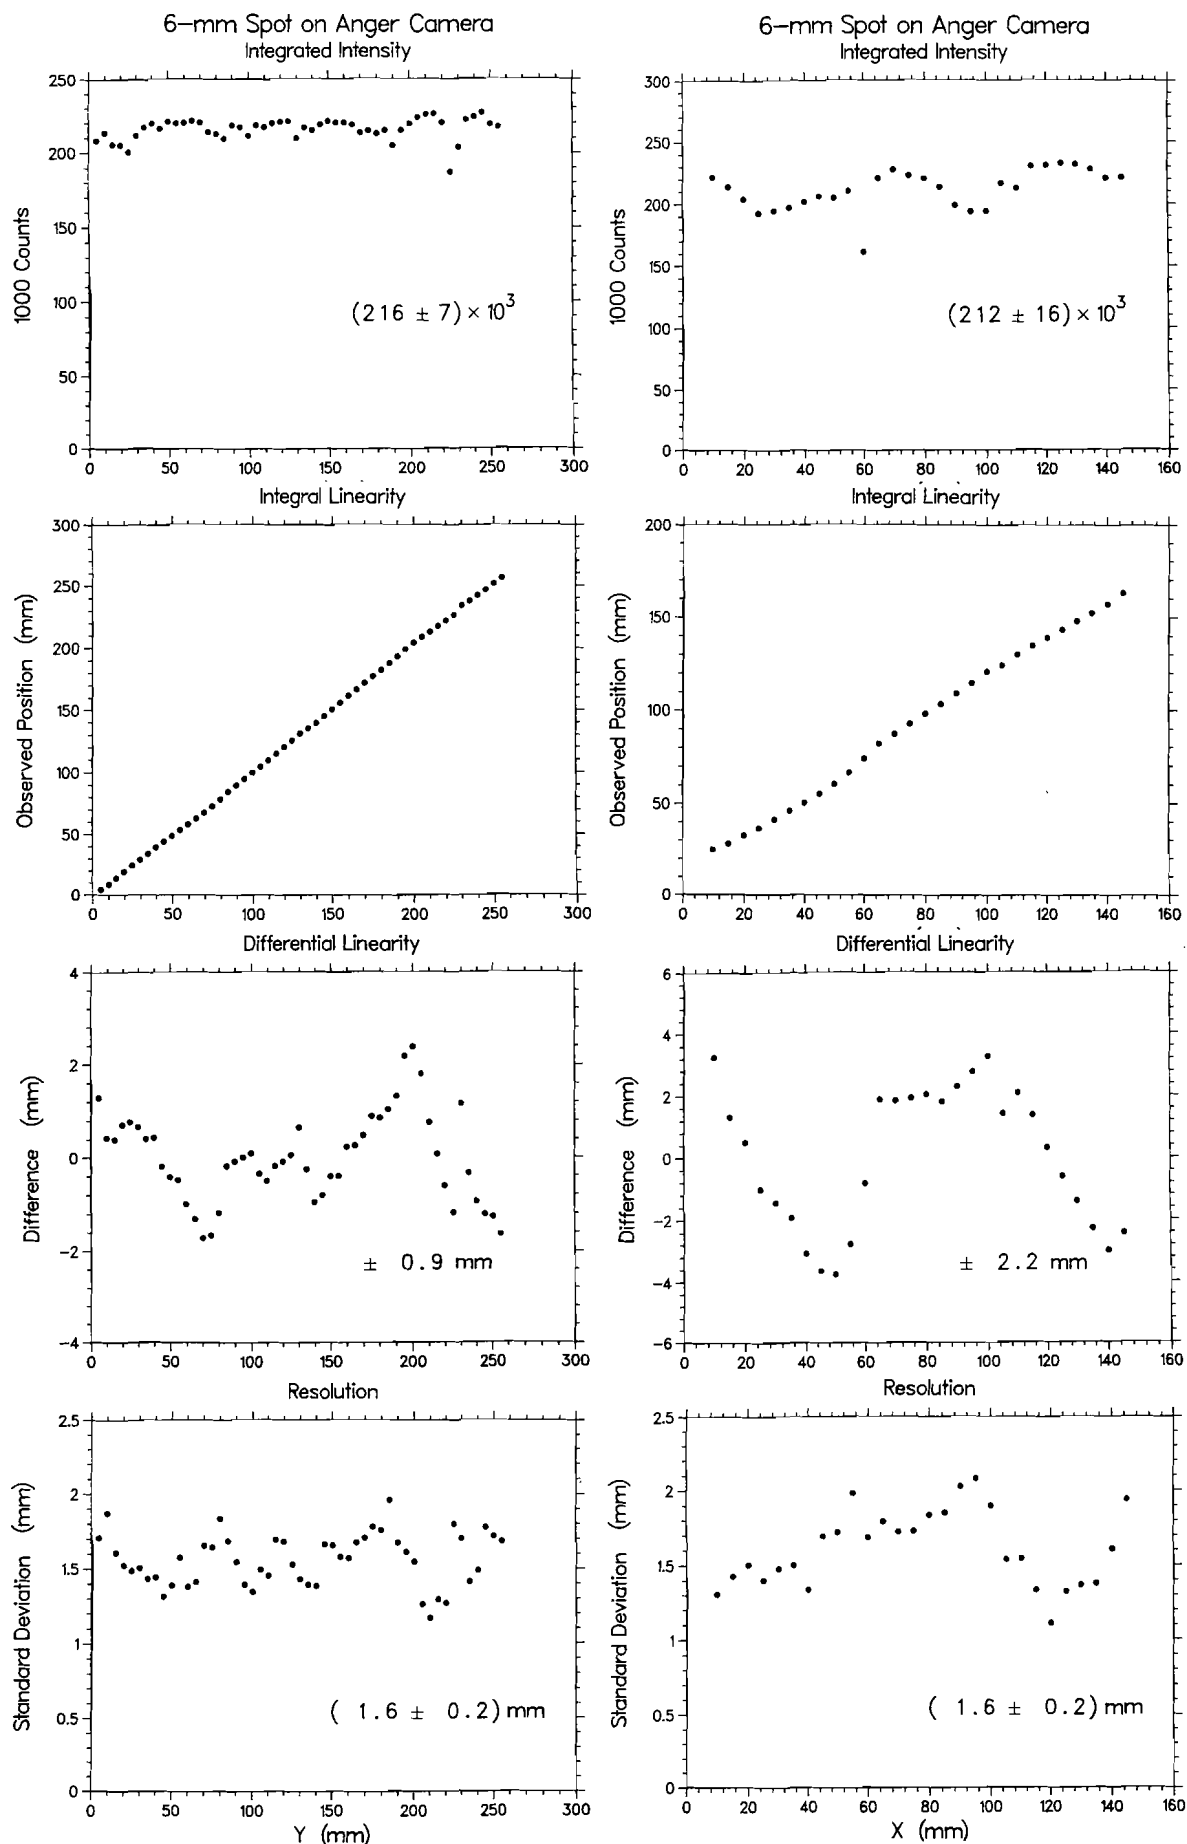 6-mm Spot on Anger Camera
Integrated Intensity
250
200
150
100
50
0
1000 Counts
(216 ± 7)×10³
0 50 100 150 200 250 300
Integral Linearity
300
250
200
150
100
50
0
Observed Position (mm)
0 50 100 150 200 250 300
Differential Linearity
4
2
0
-2
-4
Difference (mm)
± 0.9 mm
0 50 100 150 200 250 300
Resolution
2.5
2
1.5
1
0.5
0
Standard Deviation (mm)
( 1.6 ± 0.2) mm
0 50 100 150 200 250 300
Y (mm)
6-mm Spot on Anger Camera
Integrated Intensity
300
250
200
150
100
50
0
1000 Counts
(212 ± 16)×10³
0 20 40 60 80 100 120 140 160
Integral Linearity
200
150
100
50
0
Observed Position (mm)
0 20 40 60 80 100 120 140 160
Differential Linearity
6
4
2
0
-2
-4
-6
Difference (mm)
± 2.2 mm
0 20 40 60 80 100 120 140 160
Resolution
2.5
2
1.5
1
0.5
0
Standard Deviation (mm)
( 1.6 ± 0.2) mm
0 20 40 60 80 100 120 140 160
X (mm)